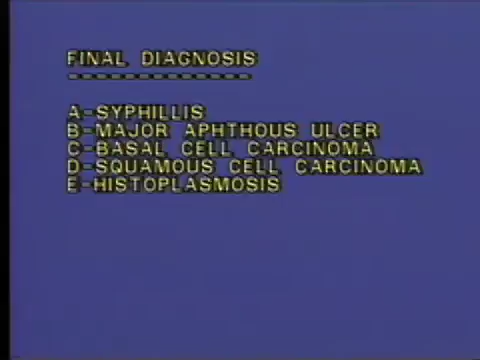 FINAL DIAGNOSIS
-------------
A-SYPHILLIS
B-MAJOR APHTHOUS ULCER
C-BASAL CELL CARCINOMA
D-SQUAMOUS CELL CARCINOMA
E-HISTOPLASMOSIS